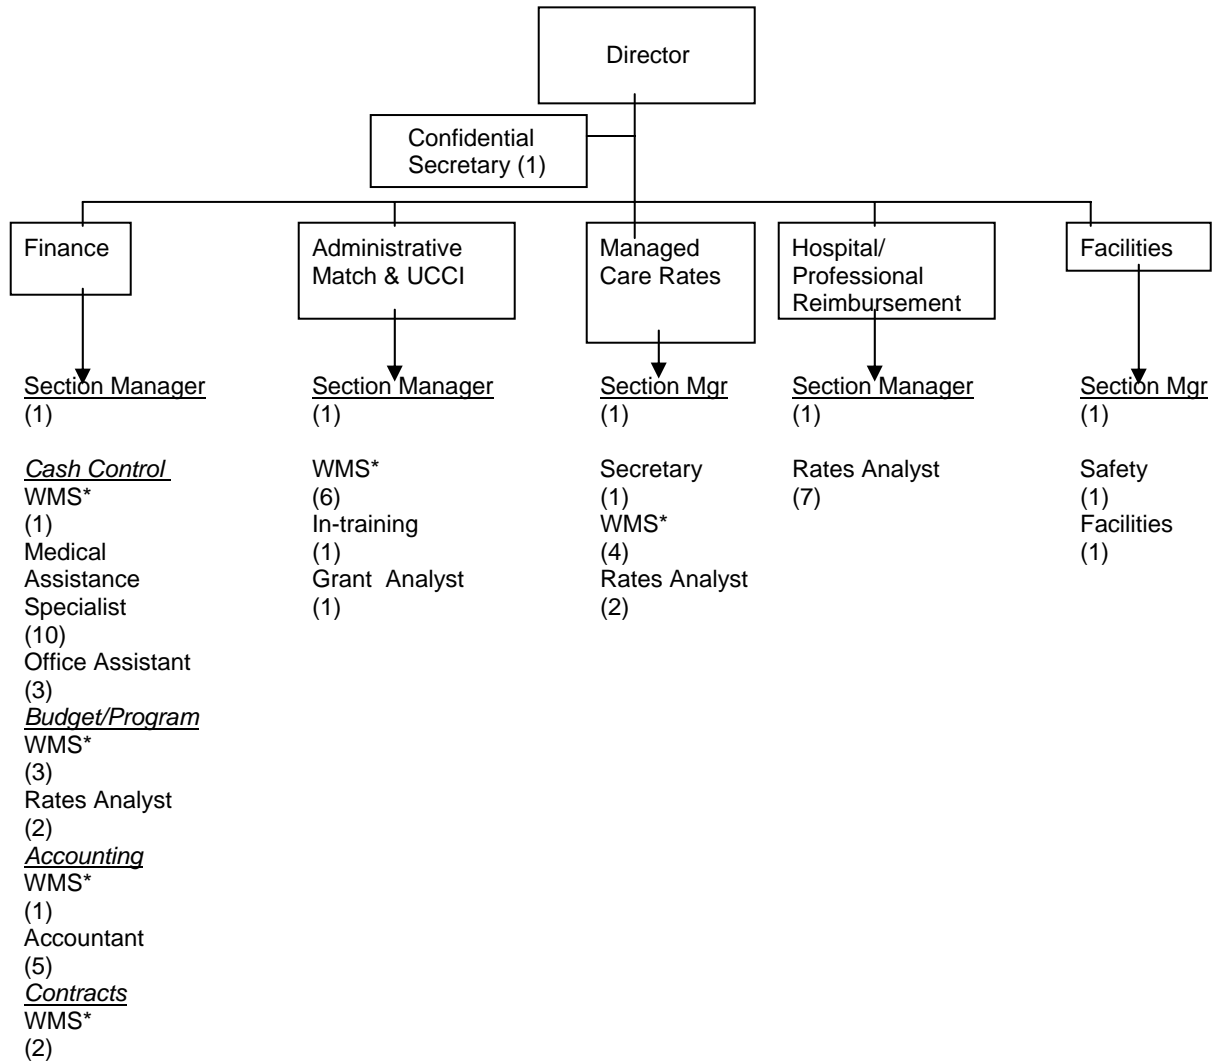 Director
Confidential
Secretary (1)
Finance
Administrative
Match & UCCI
Managed
Care Rates
Hospital/
Professional
Reimbursement
Facilities
Section Manager
(1)
Cash Control
WMS*
(1)
Medical
Assistance
Specialist
(10)
Office Assistant
(3)
Budget/Program
WMS*
(3)
Rates Analyst
(2)
Accounting
WMS*
(1)
Accountant
(5)
Contracts
WMS*
(2)
Section Manager
(1)
WMS*
(6)
In-training
(1)
Grant Analyst
(1)
Section Mgr
(1)
Secretary
(1)
WMS*
(4)
Rates Analyst
(2)
Section Manager
(1)
Rates Analyst
(7)
Section Mgr
(1)
Safety
(1)
Facilities
(1)